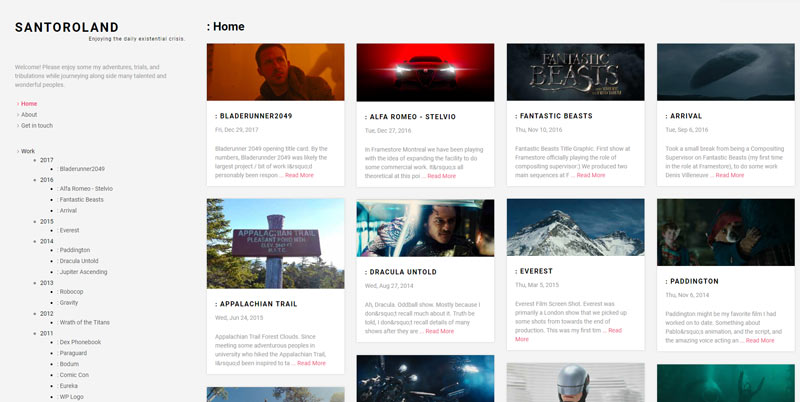 SANTOROLAND
Enjoying the daily existential crisis.
Welcome! Please enjoy some my adventures, trials, and
tribulations while journeying along side many talented and
wonderful peoples.
Home
About
Get in touch
Work
2017
: Bladerunner2049
2016
: Alfa Romeo - Stelvio
: Fantastic Beasts
: Arrival
2015
: Everest
2014
: Paddington
: Dracula Untold
: Jupiter Ascending
2013
: Robocop
: Gravity
2012
: Wrath of the Titans
2011
: Dex Phonebook
: Paraguard
: Bodum
: Comic Con
: Eureka
: WP Logo
: Home
: BLADERUNNER2049
Fri, Dec 29, 2017
Bladerunner 2049 opening title card. By the
numbers, Bladerunnder 2049 was likely the
largest project / bit of work I&rsquo;d
personably been respon ... Read More
: ALFA ROMEO - STELVIO
Tue, Dec 27, 2016
In Framestore Montreal we have been playing
with the idea of expanding the facility to do
some commercial work. It&rsquo;s all
theoretical at this poi ... Read More
FANTASTIC
BEASTS
: FANTASTIC BEASTS
Thu, Nov 10, 2016
Fantastic Beasts Title Graphic. First show at
Framestore officially playing the role of
compositing supervisor:) We produced two
main sequences at F ... Read More
: ARRIVAL
Tue, Sep 6, 2016
Took a small break from being a Compositing
Supervisor on Fantastic Beasts (my first time
in the role at Framestore), to do some work
Denis Villeneuve ... Read More
APPALACHIAN TRAIL
: APPALACHIAN TRAIL
Wed, Jun 24, 2015
Appalachian Trail Forest Clouds. Since
meeting some adventurous peoples in
university who hiked the Appalachian Trail,
I&rsquo;d been inspired to ta ... Read More
: DRACULA UNTOLD
Wed, Aug 27, 2014
Ah, Dracula. Oddball show. Mostly because I
don&rsquo;t recall much about it. Truth be
told, I don&rsquo;t recall details of many
shows after they are ... Read More
: EVEREST
Thu, Mar 5, 2015
Everest Film Screen Shot. Everest was
primarily a London show that we picked up
some shots from towards the end of
production. This was my first tim ... Read
More
: PADDINGTON
Thu, Nov 6, 2014
Paddington might be my favorite film I had
worked on to date. Something about
Pablo&rsquo;s animation, and the script, and
the amazing voice acting an ... Read More